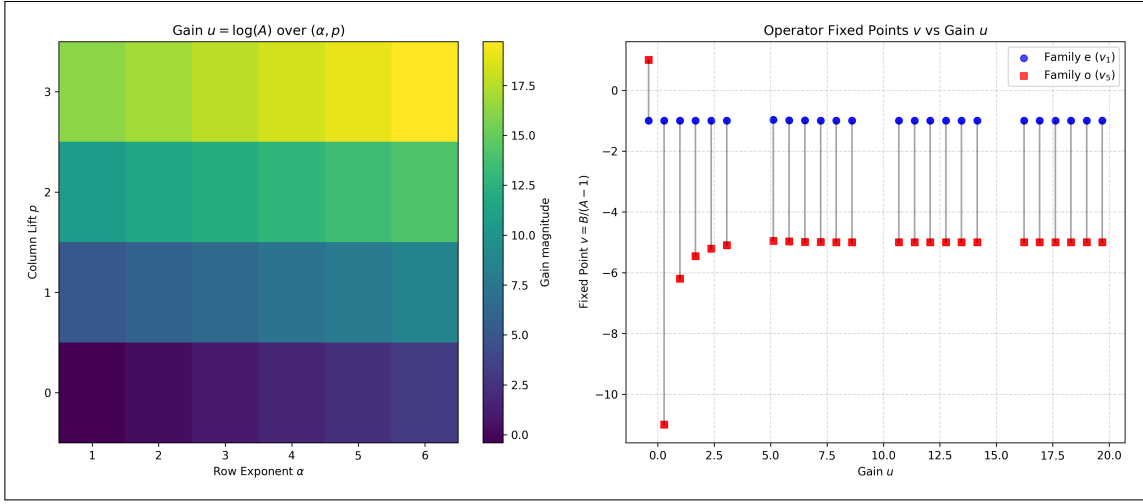 Gain u = log(A) over (α, p)
Column Lift p
3
2
1
0
1 2 3 4 5 6
Row Exponent α
17.5
15.0
12.5
10.0
7.5
5.0
2.5
0.0
Gain magnitude
Operator Fixed Points v vs Gain u
Family e (v₁)
Family o (v₅)
Fixed Point v = B/(A − 1)
0
−2
−4
−6
−8
−10
0.0 2.5 5.0 7.5 10.0 12.5 15.0 17.5 20.0
Gain u